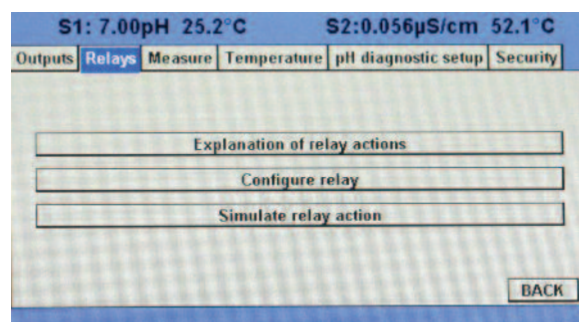 S1: 7.00pH 25.2°C S2:0.056µS/cm 52.1°C
Outputs Relays Measure Temperature pH diagnostic setup Security
Explanation of relay actions
Configure relay
Simulate relay action
BACK